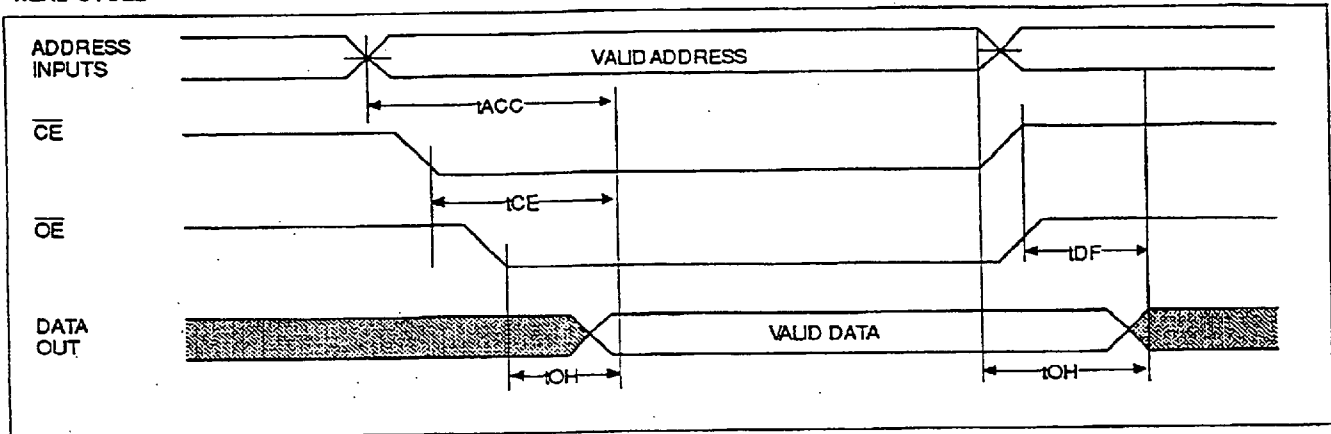 ADDRESS
INPUTS
VALID ADDRESS
tACC
CE
tCE
OE
tDF
DATA
OUT
VALID DATA
tOH
tOH